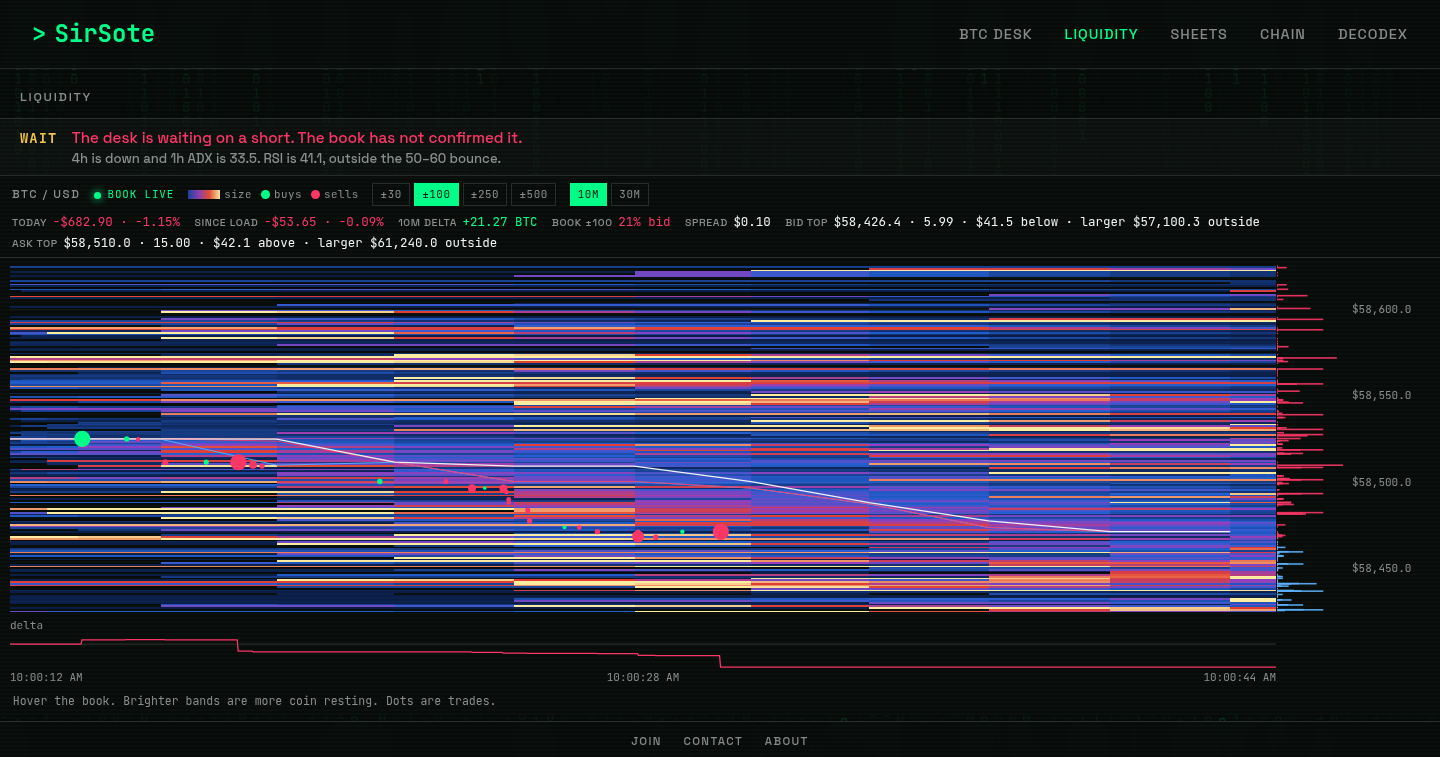 > SirSote
BTC DESK LIQUIDITY SHEETS CHAIN DECODEX
LIQUIDITY
WAIT The desk is waiting on a short. The book has not confirmed it.
4h is down and 1h ADX is 33.5. RSI is 41.1, outside the 50–60 bounce.
BTC / USD BOOK LIVE size buys sells ±30 ±100 ±250 ±500 10M 30M
TODAY -$682.90 · -1.15% SINCE LOAD -$53.65 · -0.09% 10M DELTA +21.27 BTC BOOK ±100 21% bid SPREAD $0.10 BID TOP $58,426.4 · 5.99 · $41.5 below · larger $57,100.3 outside
ASK TOP $58,510.0 · 15.00 · $42.1 above · larger $61,240.0 outside
$58,600.0
$58,550.0
$58,500.0
$58,450.0
delta
10:00:12 AM 10:00:28 AM 10:00:44 AM
Hover the book. Brighter bands are more coin resting. Dots are trades.
JOIN CONTACT ABOUT